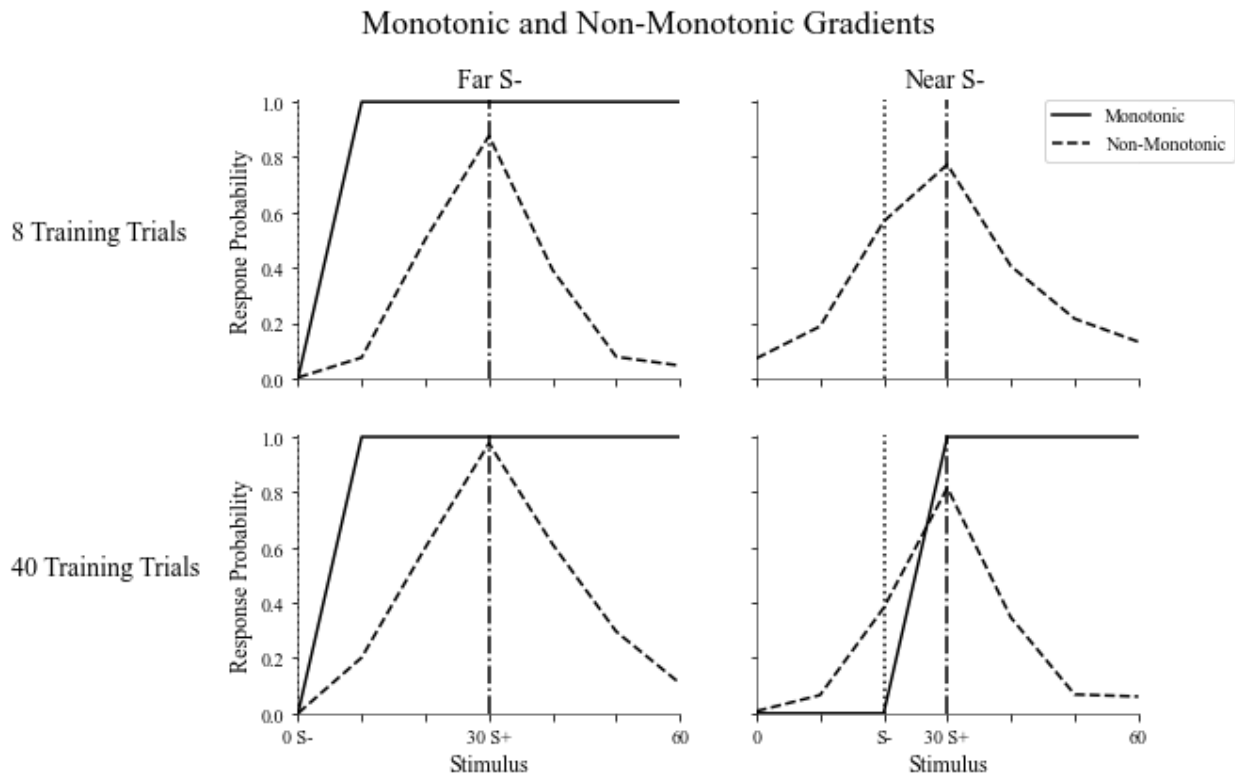 Monotonic and Non-Monotonic Gradients
Far S-
Near S-
Monotonic
Non-Monotonic
8 Training Trials
Respone Probability
1.0
0.8
0.6
0.4
0.2
0.0
40 Training Trials
Response Probability
1.0
0.8
0.6
0.4
0.2
0.0
0 S- 30 S+ 60
Stimulus
0 S- 30 S+ 60
Stimulus